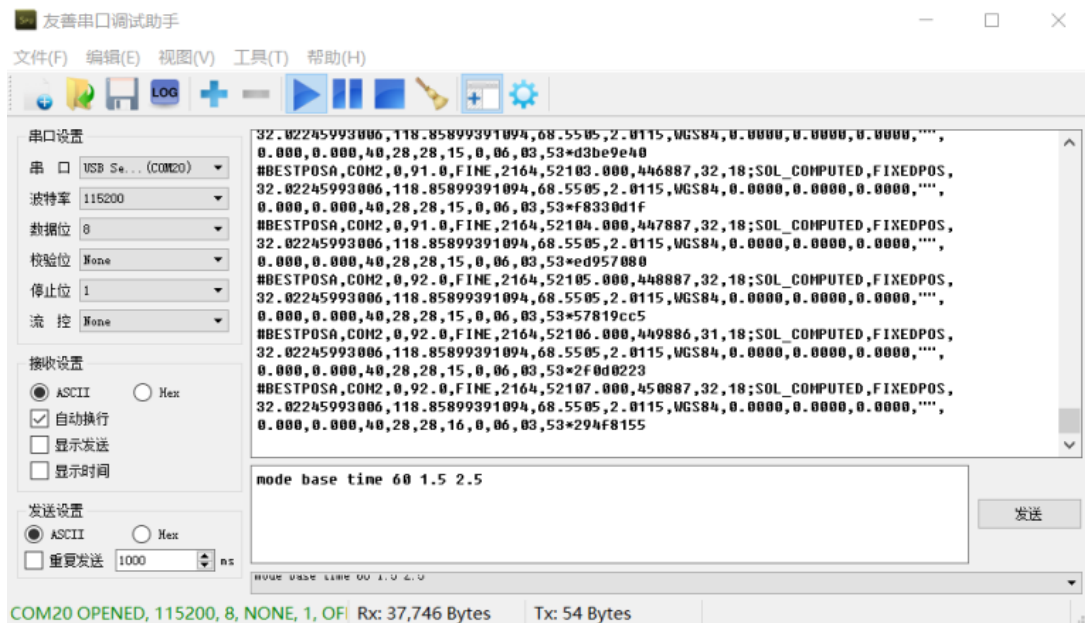 友善串口调试助手
文件(F) 编辑(E) 视图(V) 工具(T) 帮助(H)
LOG
串口设置
串 口 USB Se...(COM20)
波特率 115200
数据位 8
校验位 None
停止位 1
流 控 None
接收设置
ASCII Hex
自动换行
显示发送
显示时间
发送设置
ASCII Hex
重复发送 1000 ms
32.02245993006,118.85899391094,68.5505,2.0115,WGS84,0.0000,0.0000,0.0000,"",
0.000,0.000,40,28,28,15,0,06,03,53*d3be9e40
#BESTPOSA,COM2,0,91.0,FINE,2164,52103.000,446887,32,18;SOL_COMPUTED,FIXEDPOS,
32.02245993006,118.85899391094,68.5505,2.0115,WGS84,0.0000,0.0000,0.0000,"",
0.000,0.000,40,28,28,15,0,06,03,53*f8330d1f
#BESTPOSA,COM2,0,91.0,FINE,2164,52104.000,447887,32,18;SOL_COMPUTED,FIXEDPOS,
32.02245993006,118.85899391094,68.5505,2.0115,WGS84,0.0000,0.0000,0.0000,"",
0.000,0.000,40,28,28,15,0,06,03,53*ed957080
#BESTPOSA,COM2,0,92.0,FINE,2164,52105.000,448887,32,18;SOL_COMPUTED,FIXEDPOS,
32.02245993006,118.85899391094,68.5505,2.0115,WGS84,0.0000,0.0000,0.0000,"",
0.000,0.000,40,28,28,15,0,06,03,53*57819cc5
#BESTPOSA,COM2,0,92.0,FINE,2164,52106.000,449886,31,18;SOL_COMPUTED,FIXEDPOS,
32.02245993006,118.85899391094,68.5505,2.0115,WGS84,0.0000,0.0000,0.0000,"",
0.000,0.000,40,28,28,15,0,06,03,53*2f0d0223
#BESTPOSA,COM2,0,92.0,FINE,2164,52107.000,450887,32,18;SOL_COMPUTED,FIXEDPOS,
32.02245993006,118.85899391094,68.5505,2.0115,WGS84,0.0000,0.0000,0.0000,"",
0.000,0.000,40,28,28,16,0,06,03,53*294f8155
mode base time 60 1.5 2.5
发送
mode base time 60 1.5 2.5
COM20 OPENED, 115200, 8, NONE, 1, OF Rx: 37,746 Bytes Tx: 54 Bytes